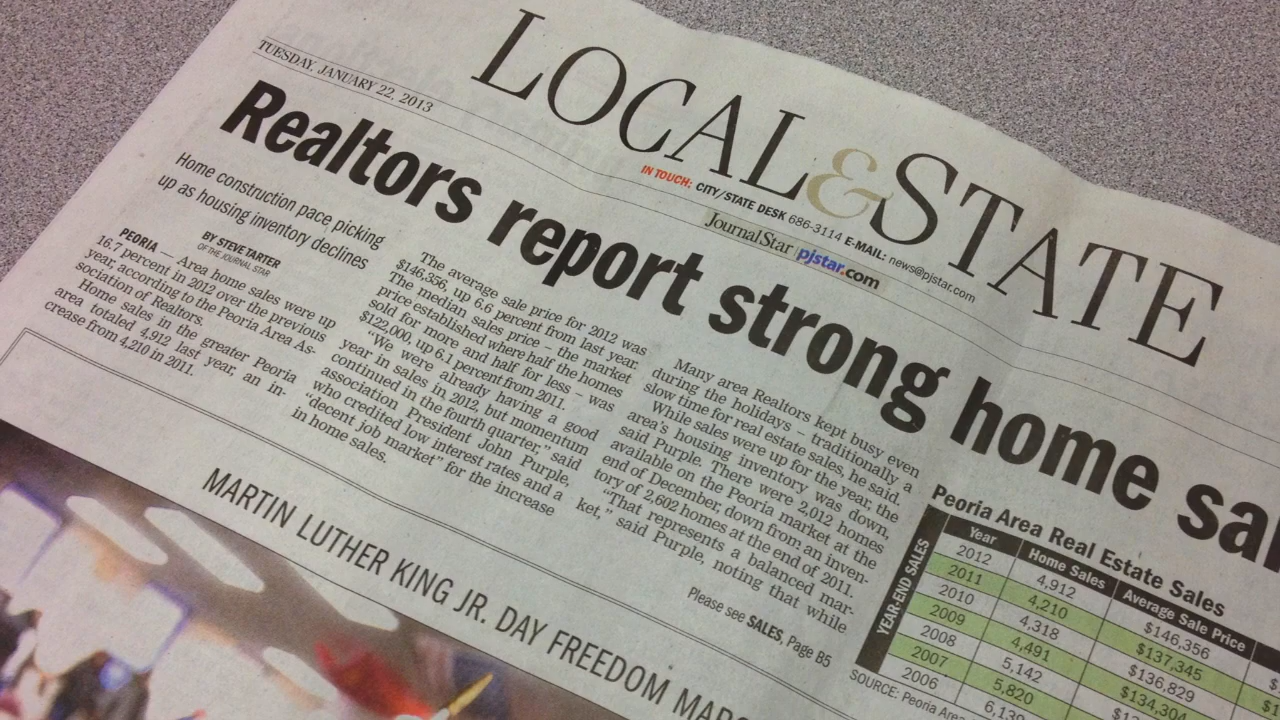 LOCAL&STATE
TUESDAY, JANUARY 22, 2013
IN TOUCH: CITY/STATE DESK 686-3114 E-MAIL: news@pjstar.com
Journal Star pjstar.com
Realtors report strong home
Home construction pace picking
up as housing inventory declines
BY STEVE TARTER
OF THE JOURNAL STAR
PEORIA — Area home sales were up
16.7 percent in 2012 over the previous
year, according to the Peoria Area As-
sociation of Realtors.
Home sales in the greater Peoria
area totaled 4,912 last year, an in-
crease from 4,210 in 2011.
The average sale price for 2012 was
$146,356, up 6.6 percent from last year.
The median sales price – the market
price established where half the homes
sold for more and half for less – was
$122,000, up 6.1 percent from 2011.
"We were already having a good
year in sales in 2012, but momentum
continued in the fourth quarter," said
association President John Purple,
who credited low interest rates and a
"decent job market" for the increase
in home sales.
Many area Realtors kept busy even
during the holidays – traditionally a
slow time for real estate sales, he said.
While sales were up for the year, the
area's housing inventory was down,
said Purple. There were 2,012 homes
available on the Peoria market at the
end of December, down from an inven-
tory of 2,602 homes at the end of 2011.
"That represents a balanced mar-
ket," said Purple, noting that while
Please see SALES, Page B5
Peoria Area Real Estate Sales
YEAR-END SALES
Year Home Sales Average Sale Price
2012 4,912 $146,356
2011 4,210 $137,345
2010 4,318 $136,829
2009 4,491 $134,304
2008 5,142
2007 5,820
2006
SOURCE: Peoria Area
MARTIN LUTHER KING JR. DAY FREEDOM